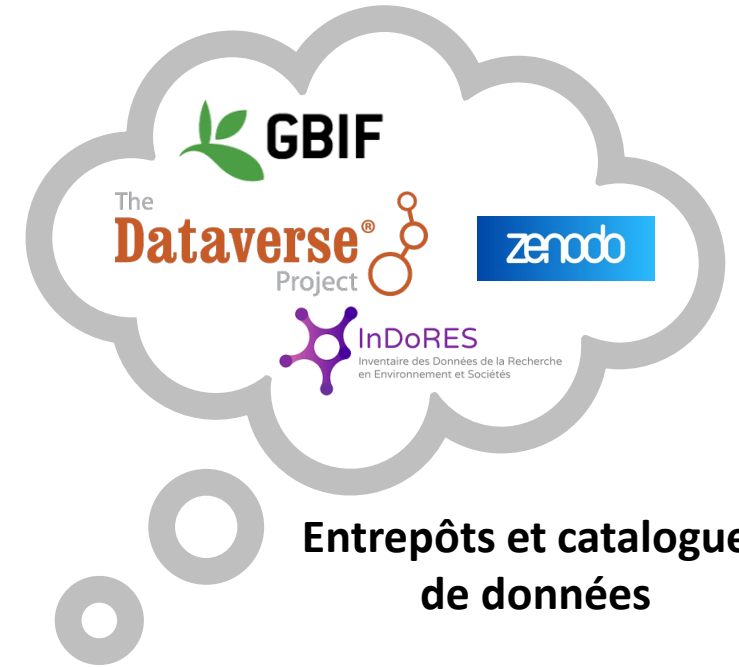 GBIF
The
Dataverse®
Project
zenodo
InDoRES
Inventaire des Données de la Recherche
en Environnement et Sociétés
Entrepôts et catalogue
de données